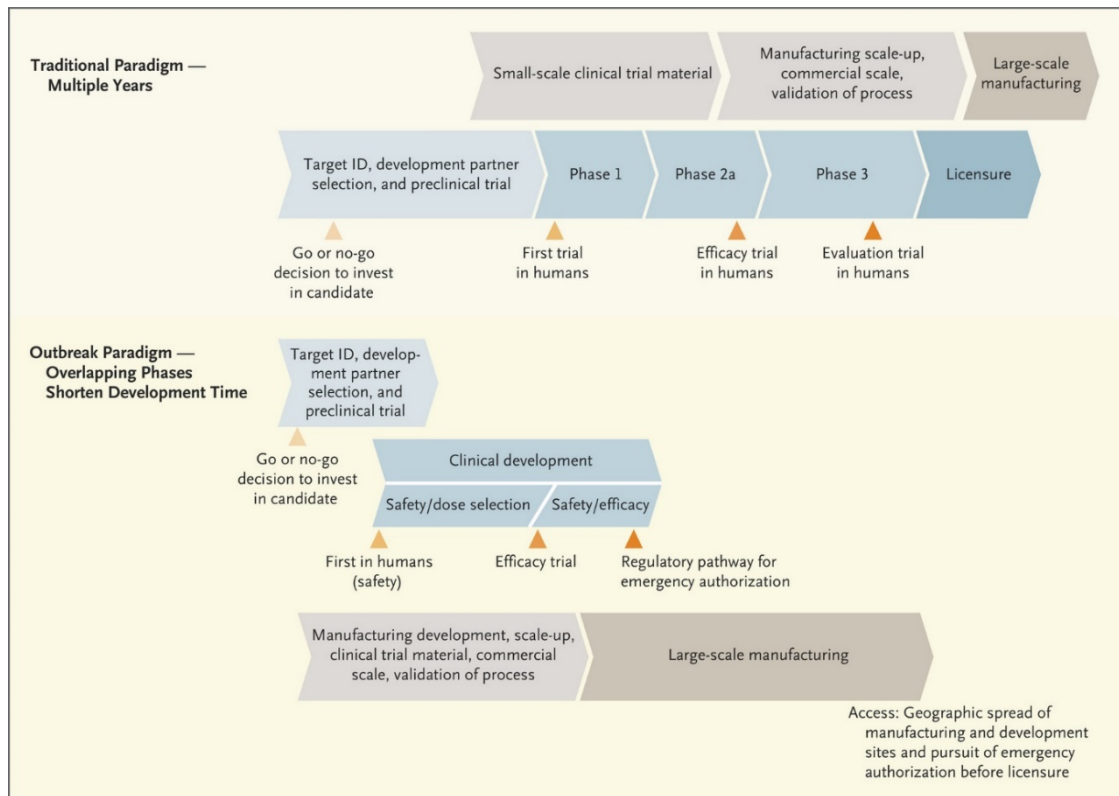 Traditional Paradigm —
Multiple Years
Small-scale clinical trial material
Manufacturing scale-up,
commercial scale,
validation of process
Large-scale
manufacturing
Target ID, development partner
selection, and preclinical trial
Phase 1
Phase 2a
Phase 3
Licensure
Go or no-go
decision to invest
in candidate
First trial
in humans
Efficacy trial
in humans
Evaluation trial
in humans
Outbreak Paradigm —
Overlapping Phases
Shorten Development Time
Target ID, develop-
ment partner
selection, and
preclinical trial
Go or no-go
decision to invest
in candidate
Clinical development
Safety/dose selection
Safety/efficacy
First in humans
(safety)
Efficacy trial
Regulatory pathway for
emergency authorization
Manufacturing development, scale-up,
clinical trial material, commercial
scale, validation of process
Large-scale manufacturing
Access: Geographic spread of
manufacturing and development
sites and pursuit of emergency
authorization before licensure